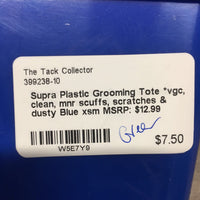 The Tack Collector
399238-10
Supra Plastic Grooming Tote *vgc,
clean, mnr scuffs, scratches &
dusty Blue xsm MSRP: $12.99
$7.50
W5E7Y9